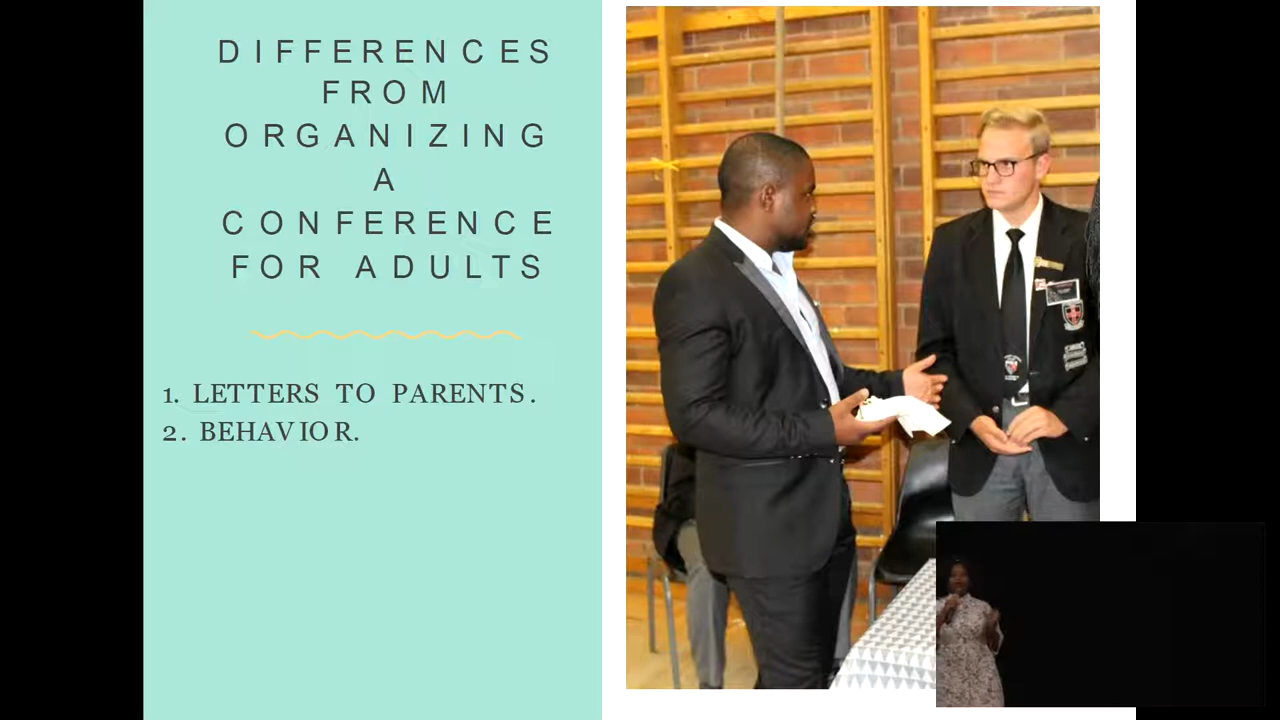 DIFFERENCES
FROM
ORGANIZING
A
CONFERENCE
FOR ADULTS
1. LETTERS TO PARENTS.
2. BEHAVIOR.